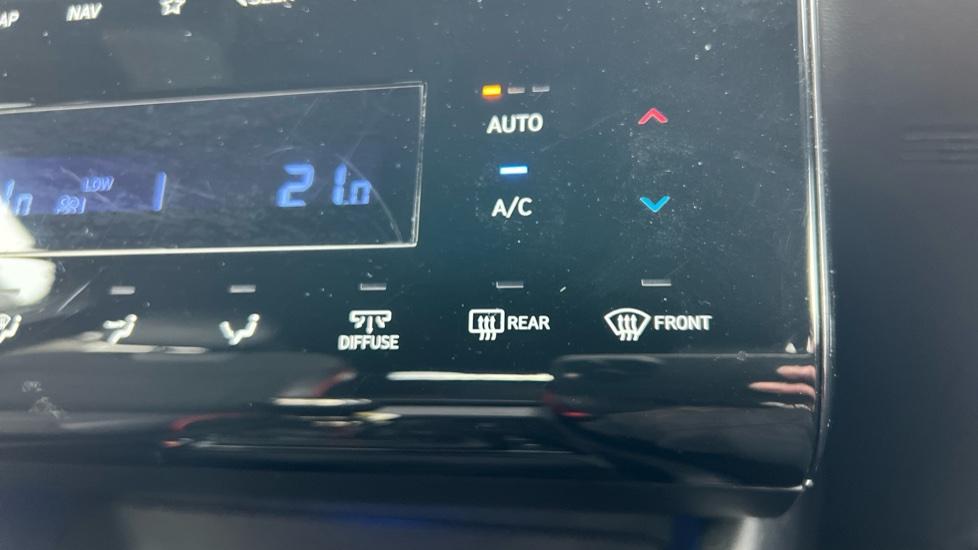 NAV
AUTO
LOW
21.0
A/C
DIFFUSE
REAR
FRONT